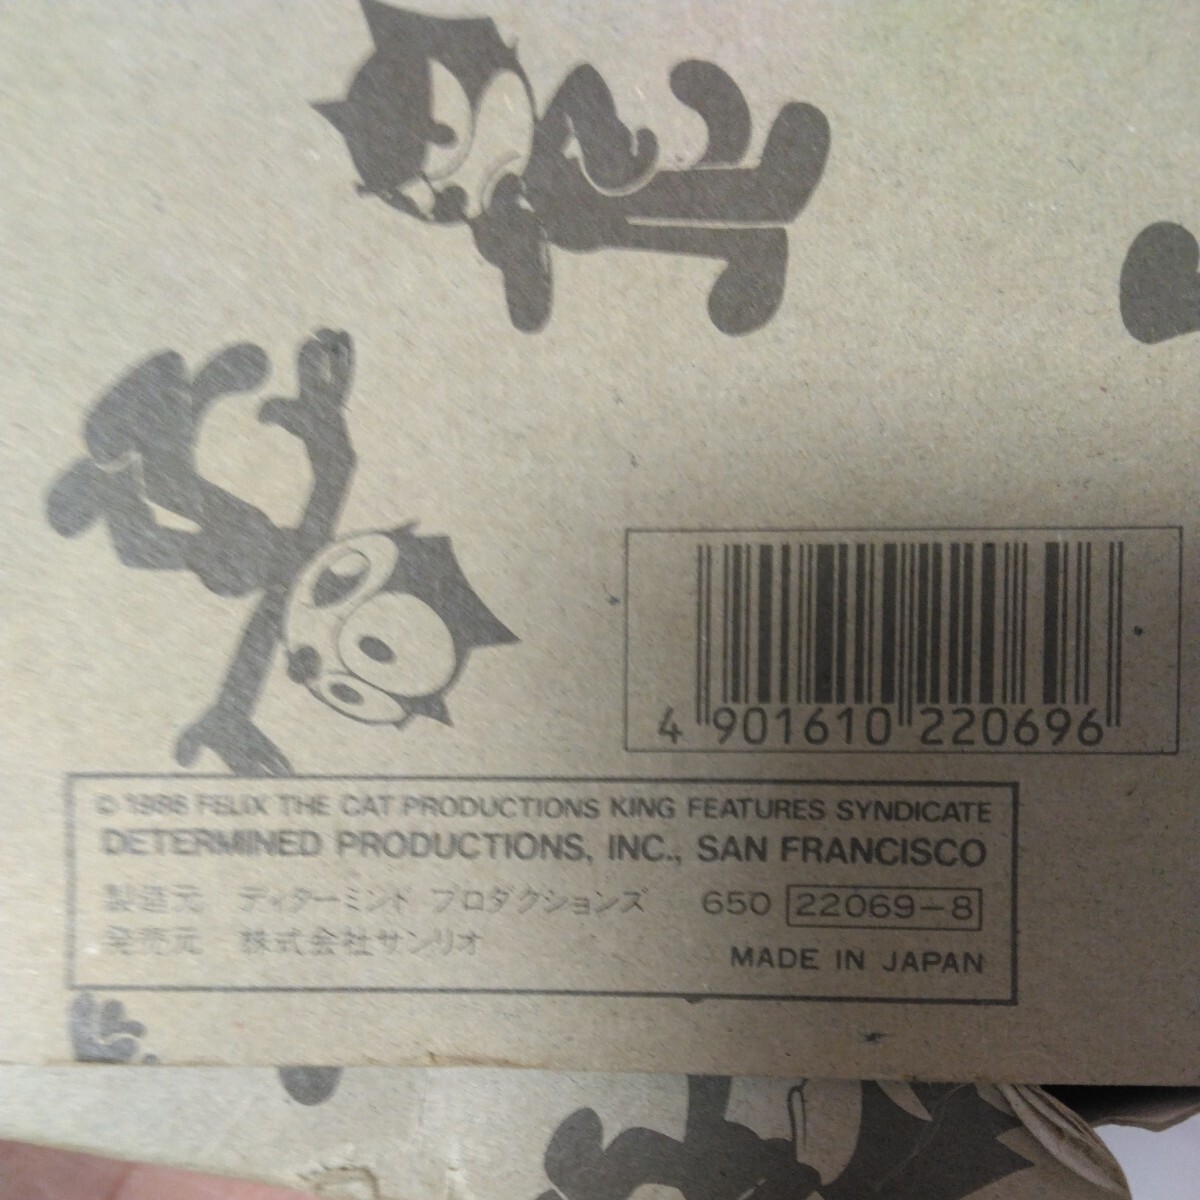 4 901610 220696
© 1986 FELIX THE CAT PRODUCTIONS KING FEATURES SYNDICATE
DETERMINED PRODUCTIONS, INC., SAN FRANCISCO
製造元 ディターミンド プロダクションズ 650 22069-8
発売元 株式会社サンリオ
MADE IN JAPAN